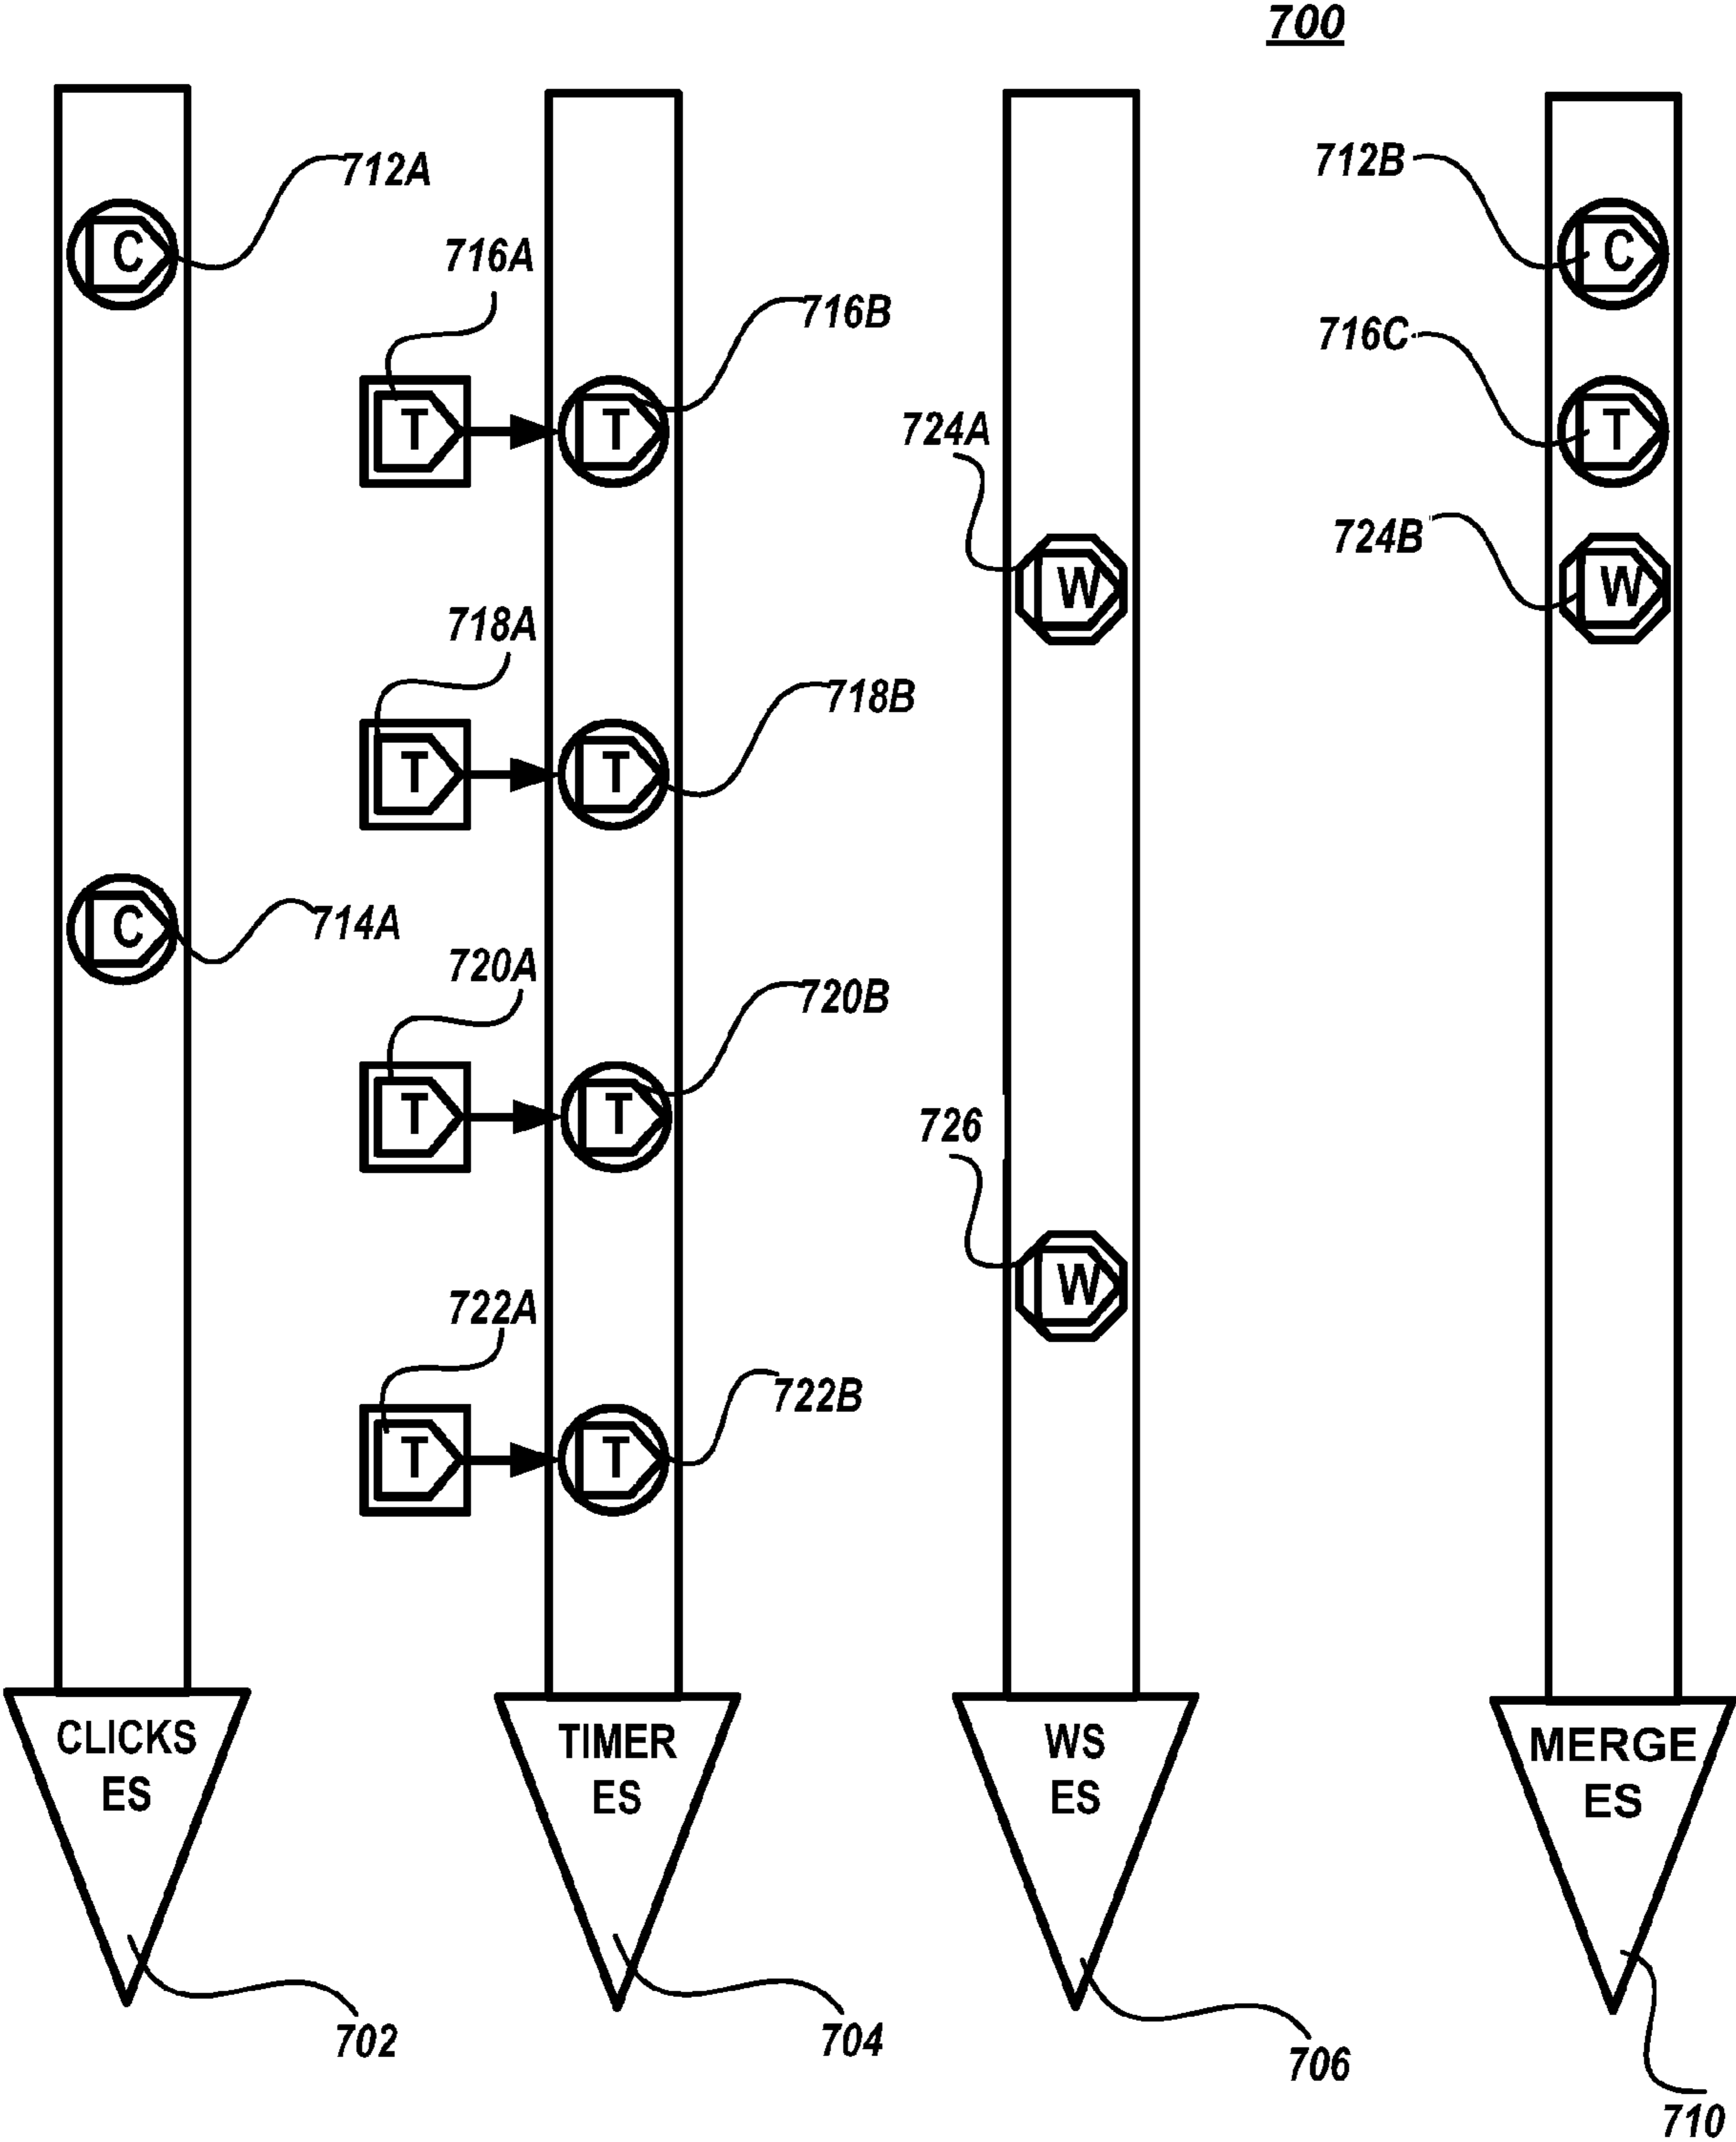 700
712A
712B
C
C
716A
716B
716C
T
T
T
724A
724B
W
W
718A
718B
T
T
C
714A
720A
720B
T
T
726
W
722A
722B
T
T
CLICKS
ES
TIMER
ES
WS
ES
MERGE
ES
702
704
706
710